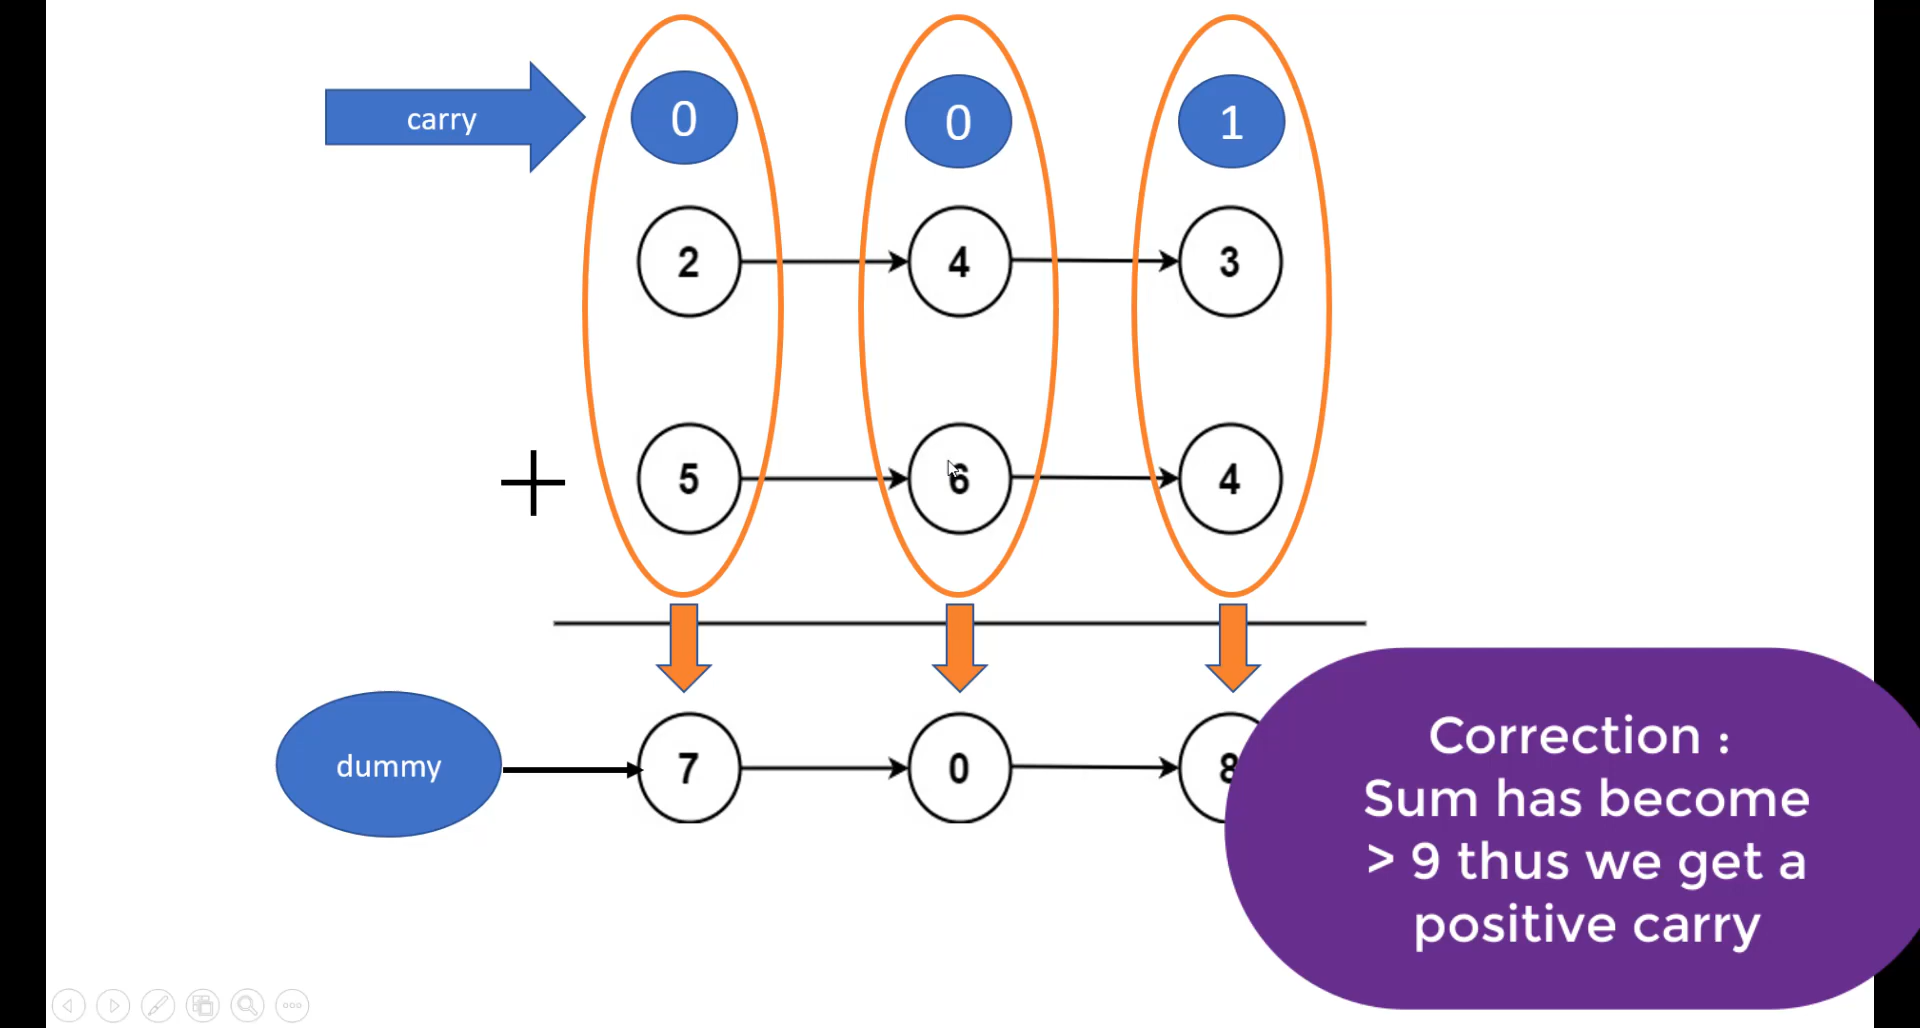 carry
0
0
1
2
4
3
+
5
6
4
dummy
7
0
8
Correction :
Sum has become
> 9 thus we get a
positive carry